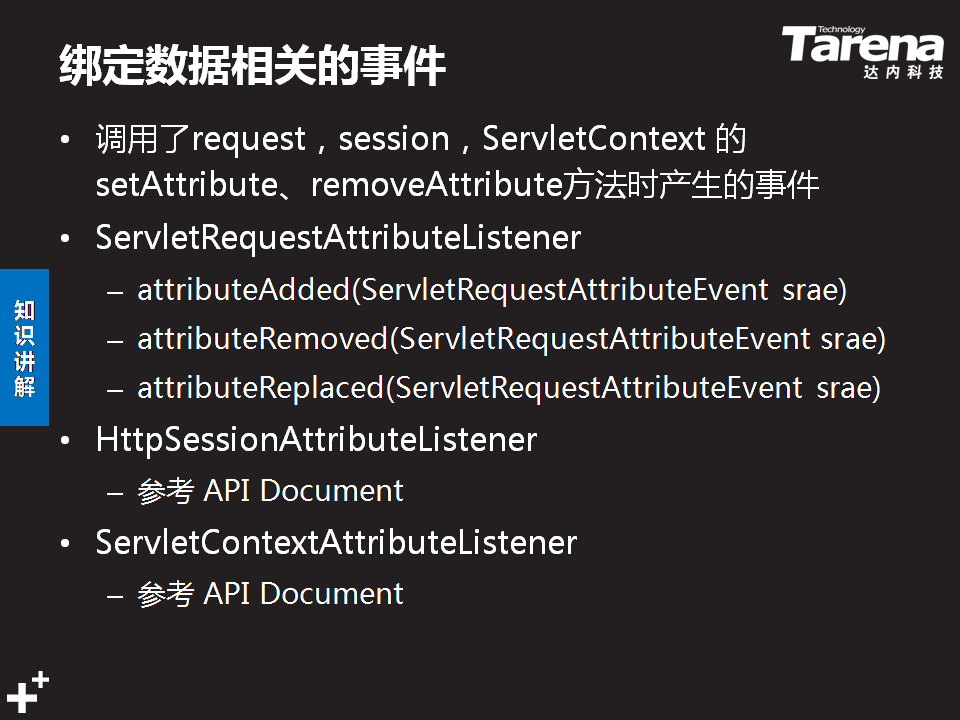 绑定数据相关的事件
Technology
Tarena
达内科技
• 调用了request，session，ServletContext 的
setAttribute、removeAttribute方法时产生的事件
• ServletRequestAttributeListener
– attributeAdded(ServletRequestAttributeEvent srae)
– attributeRemoved(ServletRequestAttributeEvent srae)
– attributeReplaced(ServletRequestAttributeEvent srae)
• HttpSessionAttributeListener
– 参考 API Document
• ServletContextAttributeListener
– 参考 API Document
知识讲解
++